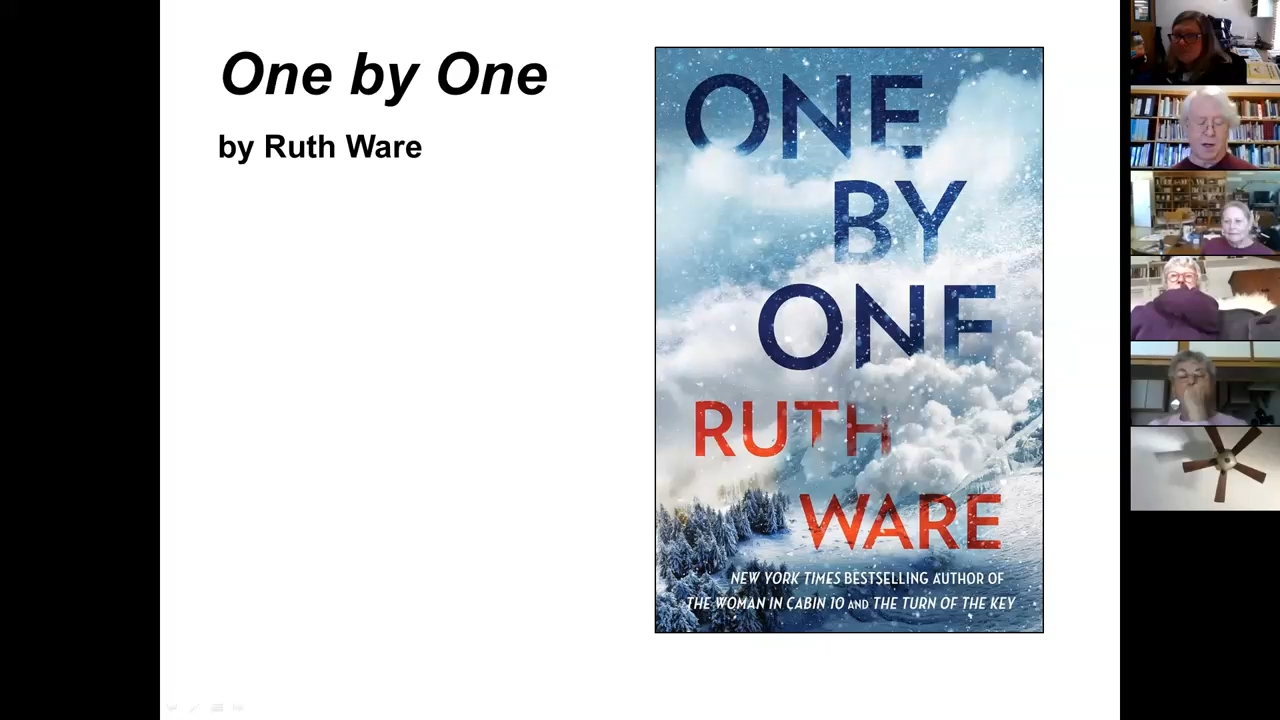 One by One
by Ruth Ware
ONE
BY
ONE
RUTH
WARE
NEW YORK TIMES BESTSELLING AUTHOR OF
THE WOMAN IN CABIN 10 AND THE TURN OF THE KEY